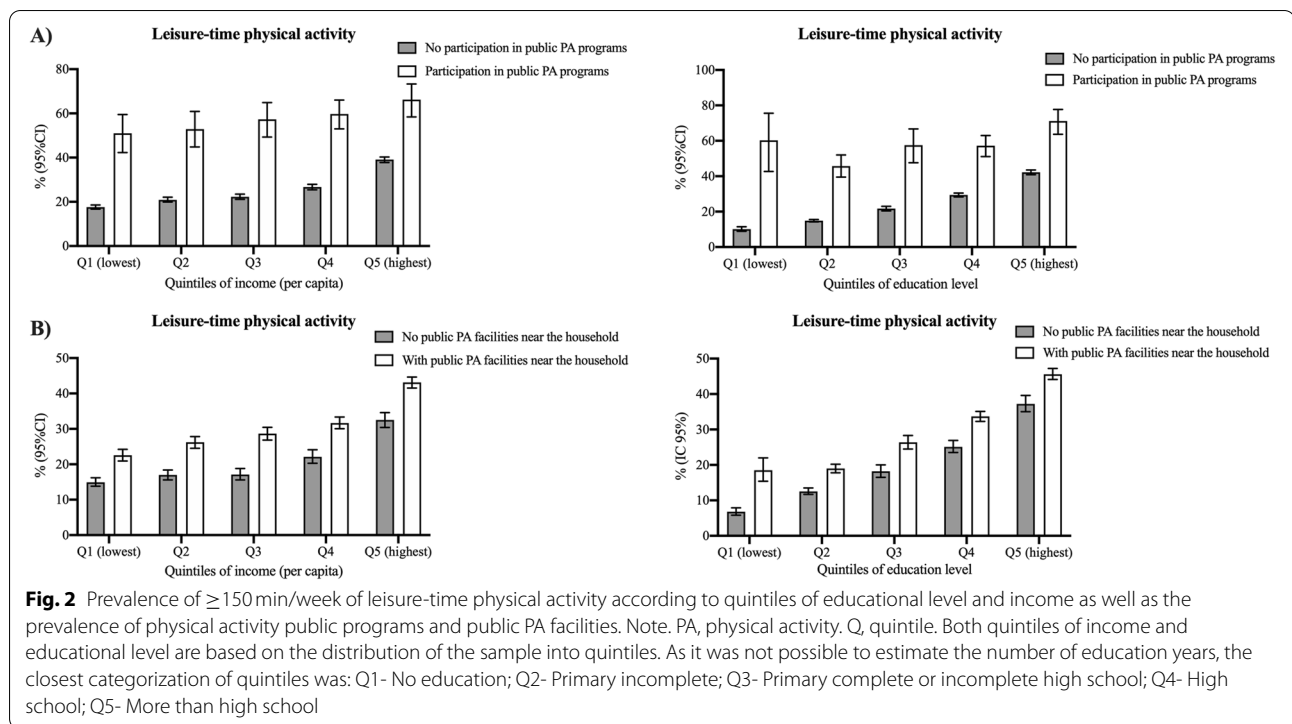 A)
Leisure-time physical activity
No participation in public PA programs
Participation in public PA programs
% (95%CI)
80
60
40
20
0
Q1 (lowest) Q2 Q3 Q4 Q5 (highest)
Quintiles of income (per capita)
Leisure-time physical activity
No participation in public PA programs
Participation in public PA programs
% (95%CI)
100
80
60
40
20
0
Q1 (lowest) Q2 Q3 Q4 Q5 (highest)
Quintiles of education level
B)
Leisure-time physical activity
No public PA facilities near the household
With public PA facilities near the household
% (95%CI)
50
40
30
20
10
0
Q1 (lowest) Q2 Q3 Q4 Q5 (highest)
Quintiles of income (per capita)
Leisure-time physical activity
No public PA facilities near the household
With public PA facilities near the household
% (IC 95%)
50
40
30
20
10
0
Q1 (lowest) Q2 Q3 Q4 Q5 (highest)
Quintiles of education level
Fig. 2 Prevalence of ≥150 min/week of leisure-time physical activity according to quintiles of educational level and income as well as the
prevalence of physical activity public programs and public PA facilities. Note. PA, physical activity. Q, quintile. Both quintiles of income and
educational level are based on the distribution of the sample into quintiles. As it was not possible to estimate the number of education years, the
closest categorization of quintiles was: Q1- No education; Q2- Primary incomplete; Q3- Primary complete or incomplete high school; Q4- High
school; Q5- More than high school